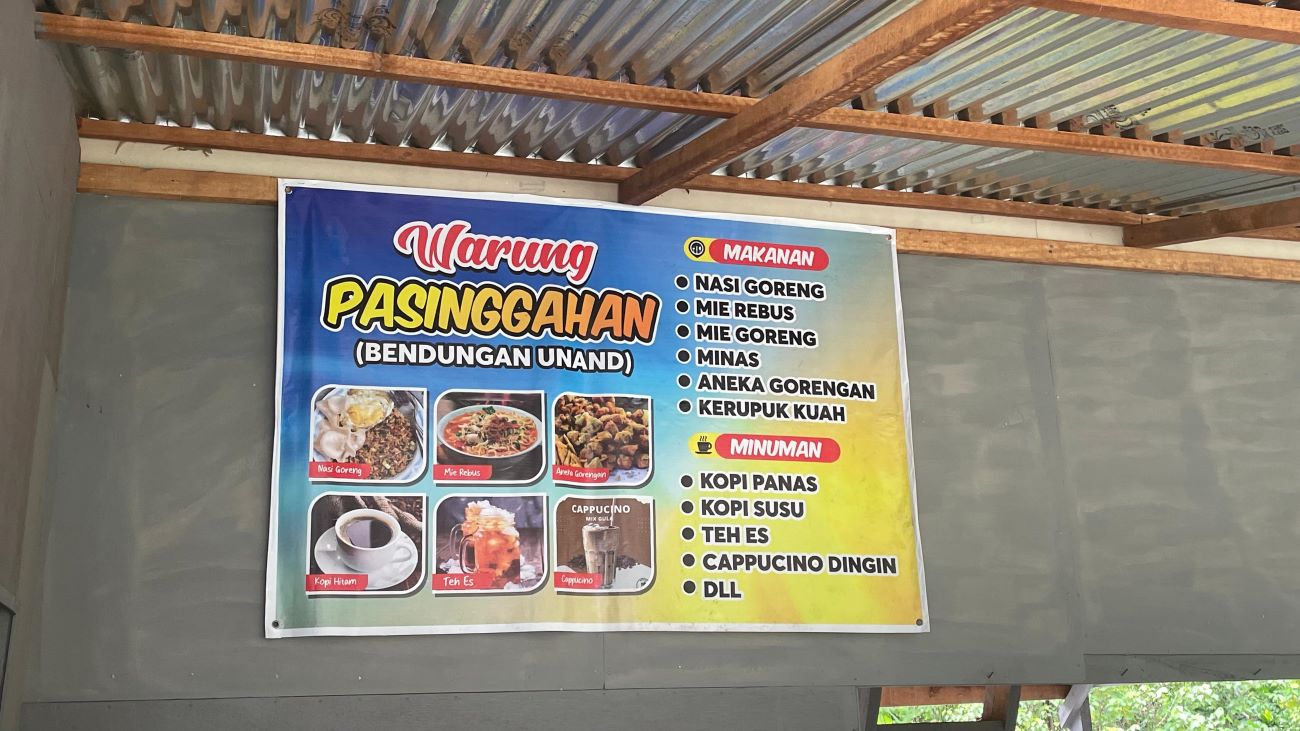 Warung
PASINGGAHAN
(BENDUNGAN UNAND)
Nasi Goreng
Mie Rebus
Aneka Gorengan
CAPPUCINO
MIX GULA
Kopi Hitam
Teh Es
Cappucino
MAKANAN
NASI GORENG
MIE REBUS
MIE GORENG
MINAS
ANEKA GORENGAN
KERUPUK KUAH
MINUMAN
KOPI PANAS
KOPI SUSU
TEH ES
CAPPUCINO DINGIN
DLL